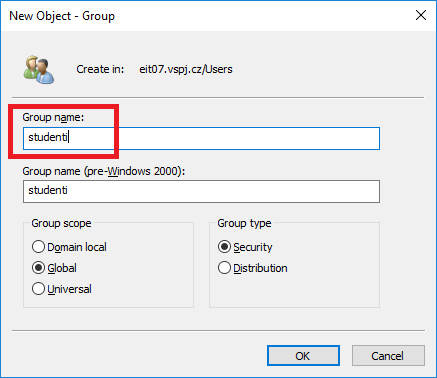 New Object - Group
Create in: eit07.vspj.cz/Users
Group name:
studenti
Group name (pre-Windows 2000):
studenti
Group scope
Domain local
Global
Universal
Group type
Security
Distribution
OK
Cancel